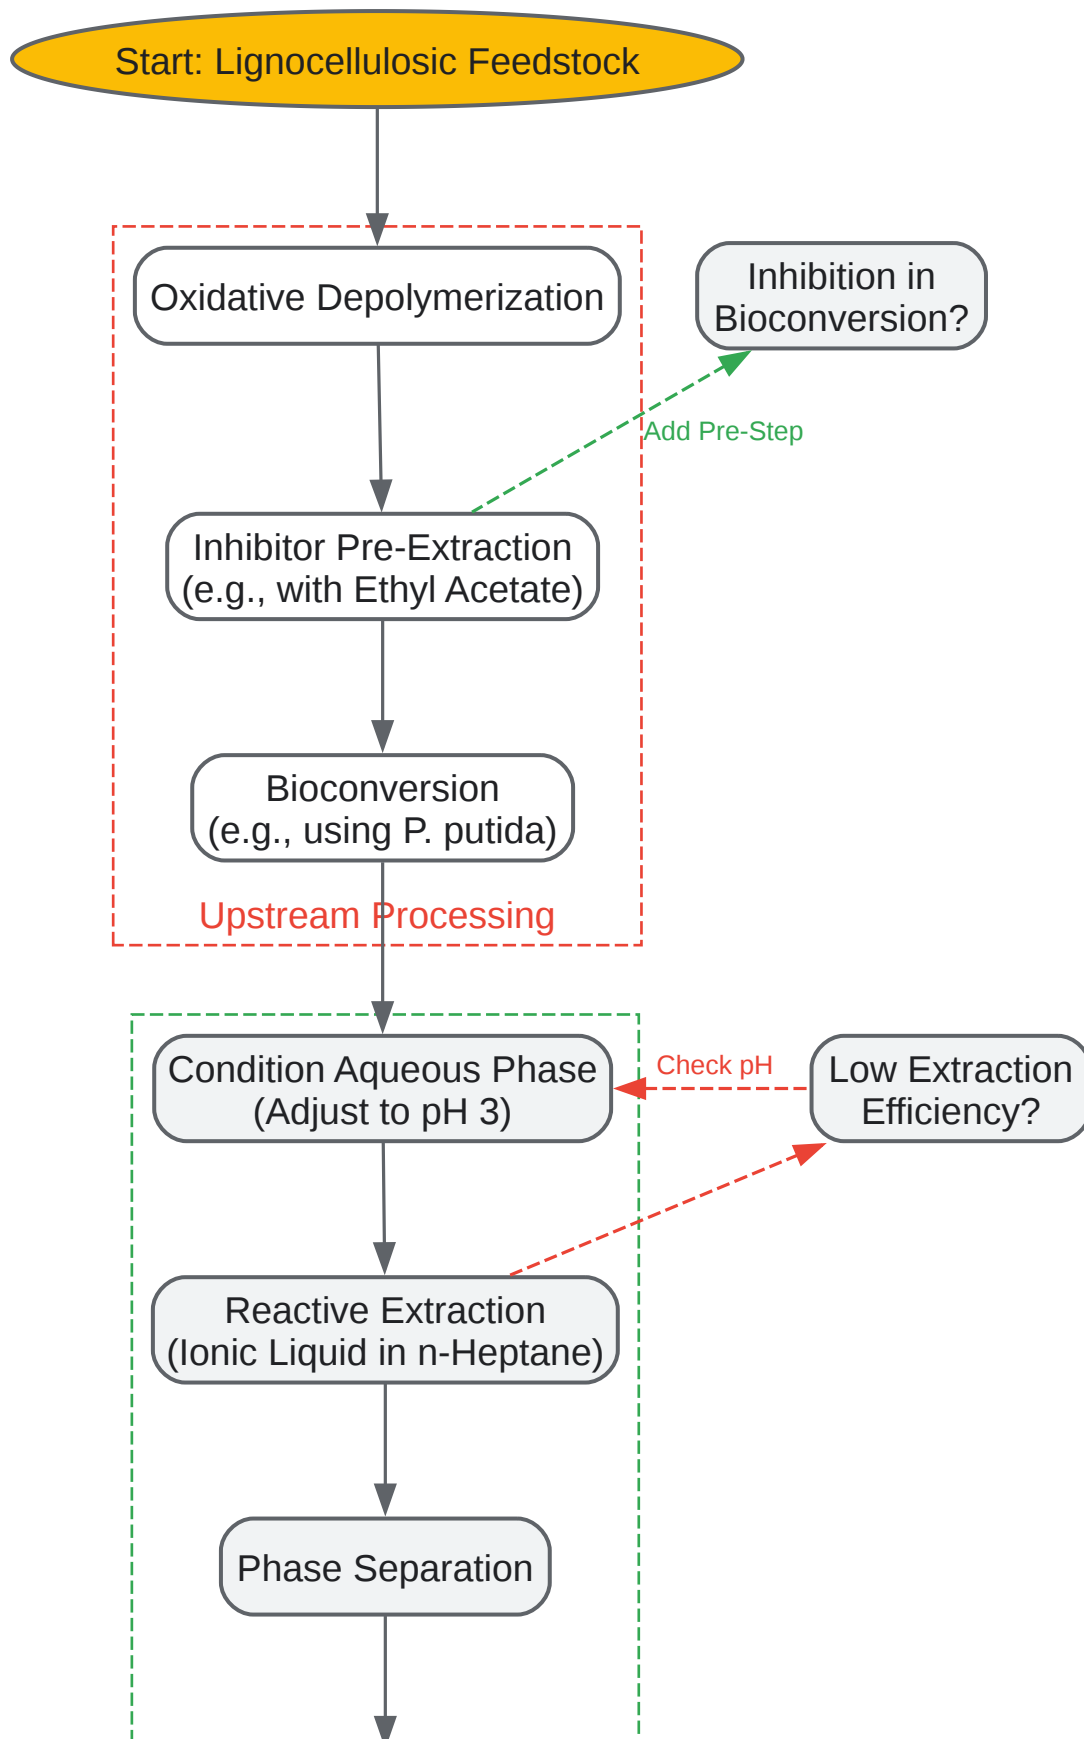 Start: Lignocellulosic Feedstock
Oxidative Depolymerization
Inhibition in
Bioconversion?
Add Pre-Step
Inhibitor Pre-Extraction
(e.g., with Ethyl Acetate)
Bioconversion
(e.g., using P. putida)
Upstream Processing
Condition Aqueous Phase
(Adjust to pH 3)
Check pH
Low Extraction
Efficiency?
Reactive Extraction
(Ionic Liquid in n-Heptane)
Phase Separation